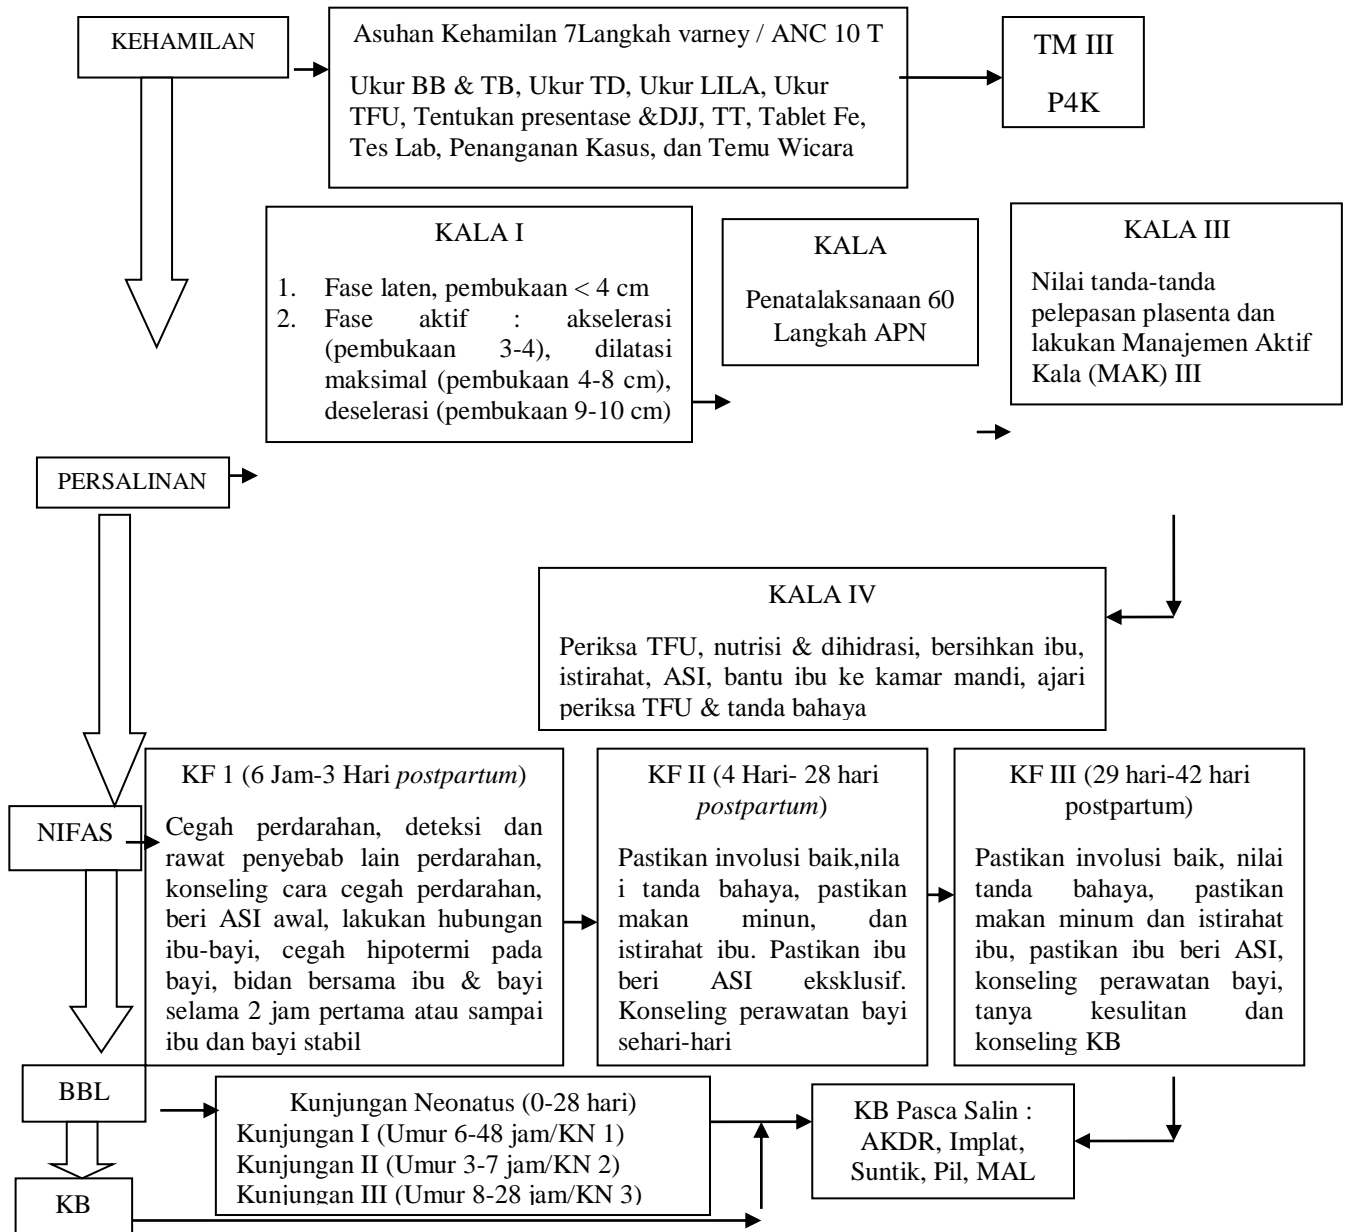 KEHAMILAN
Asuhan Kehamilan 7Langkah varney / ANC 10 T
Ukur BB & TB, Ukur TD, Ukur LILA, Ukur
TFU, Tentukan presentase &DJJ, TT, Tablet Fe,
Tes Lab, Penanganan Kasus, dan Temu Wicara
TM III
P4K
PERSALINAN
KALA I
1. Fase laten, pembukaan < 4 cm
2. Fase aktif : akselerasi
(pembukaan 3-4), dilatasi
maksimal (pembukaan 4-8 cm),
deselerasi (pembukaan 9-10 cm)
KALA
Penatalaksanaan 60
Langkah APN
KALA III
Nilai tanda-tanda
pelepasan plasenta dan
lakukan Manajemen Aktif
Kala (MAK) III
KALA IV
Periksa TFU, nutrisi & dihidrasi, bersihkan ibu,
istirahat, ASI, bantu ibu ke kamar mandi, ajari
periksa TFU & tanda bahaya
NIFAS
KF 1 (6 Jam-3 Hari postpartum)
Cegah perdarahan, deteksi dan
rawat penyebab lain perdarahan,
konseling cara cegah perdarahan,
beri ASI awal, lakukan hubungan
ibu-bayi, cegah hipotermi pada
bayi, bidan bersama ibu & bayi
selama 2 jam pertama atau sampai
ibu dan bayi stabil
KF II (4 Hari- 28 hari
postpartum)
Pastikan involusi baik,nila
i tanda bahaya, pastikan
makan minun, dan
istirahat ibu. Pastikan ibu
beri ASI eksklusif.
Konseling perawatan bayi
sehari-hari
KF III (29 hari-42 hari
postpartum)
Pastikan involusi baik, nilai
tanda bahaya, pastikan
makan minum dan istirahat
ibu, pastikan ibu beri ASI,
konseling perawatan bayi,
tanya kesulitan dan
konseling KB
BBL
Kunjungan Neonatus (0-28 hari)
Kunjungan I (Umur 6-48 jam/KN 1)
Kunjungan II (Umur 3-7 jam/KN 2)
Kunjungan III (Umur 8-28 jam/KN 3)
KB Pasca Salin :
AKDR, Implat,
Suntik, Pil, MAL
KB